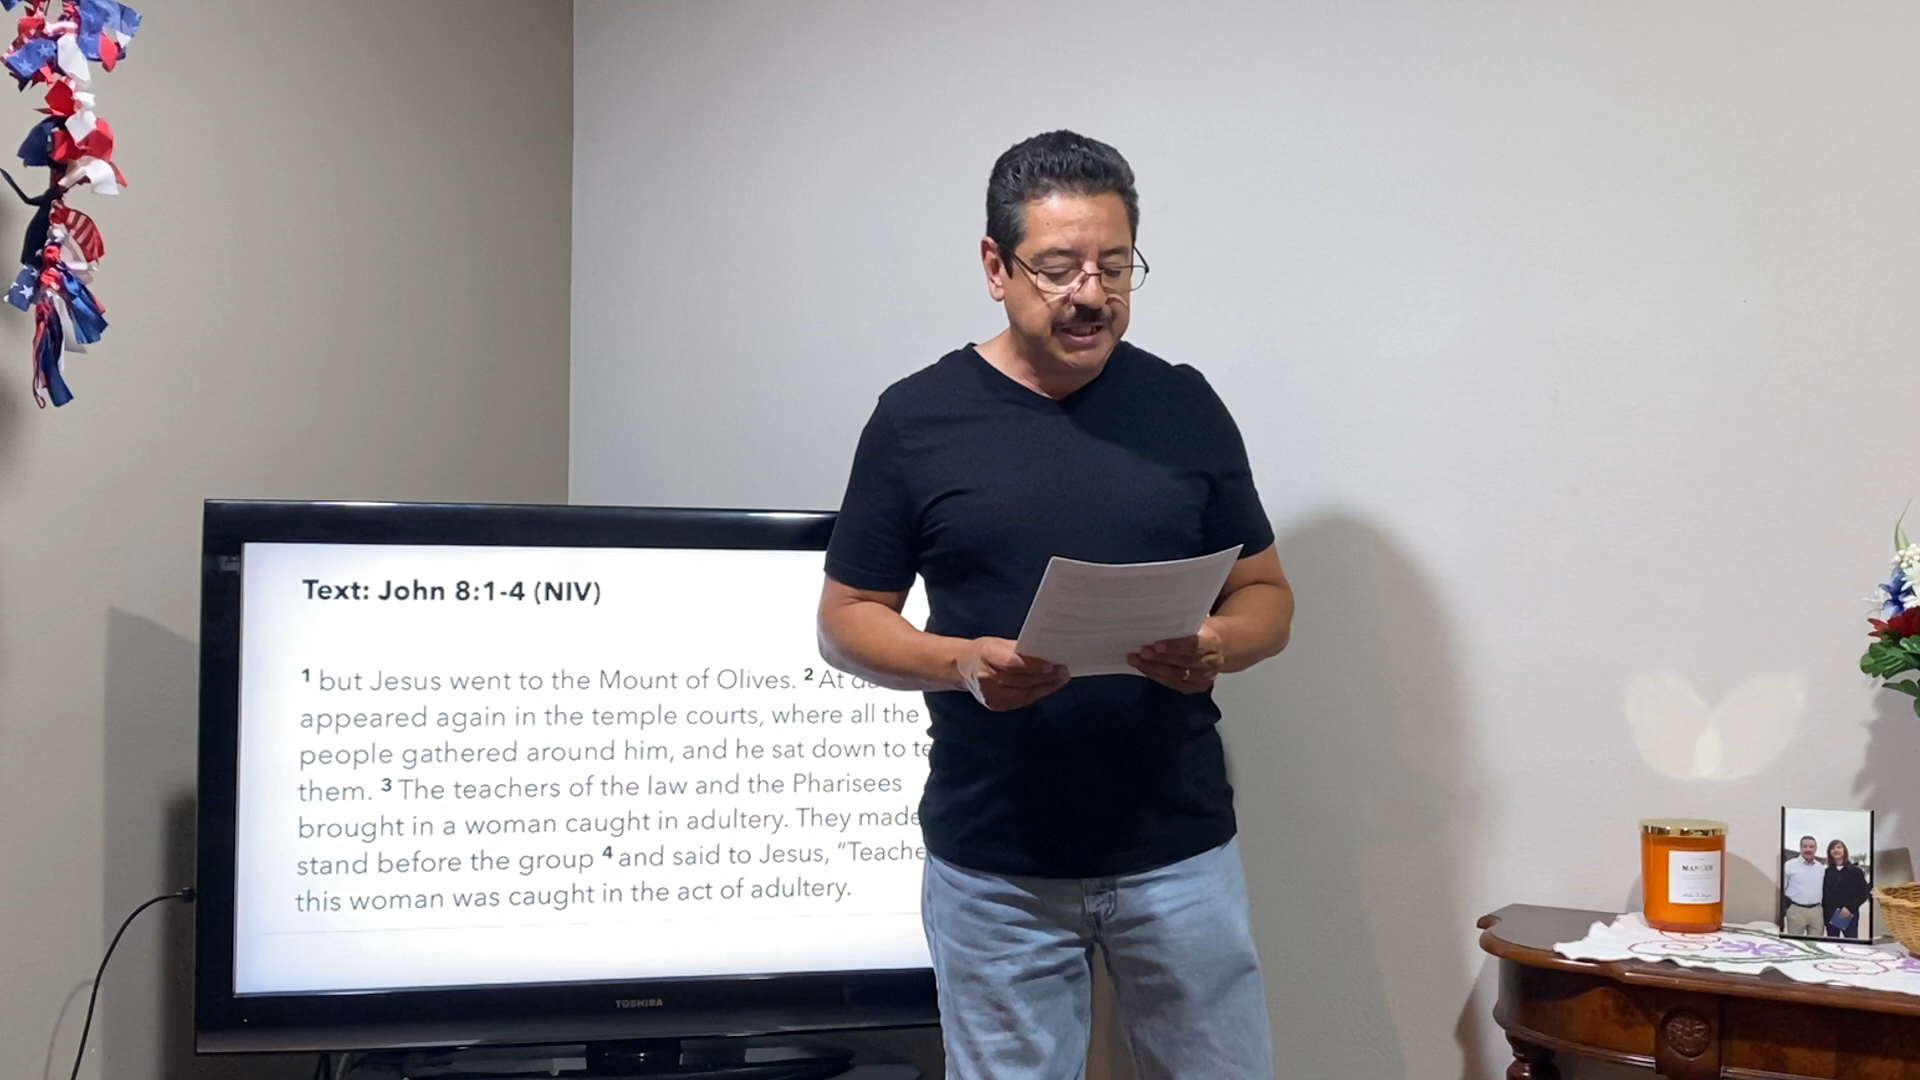 Text: John 8:1-4 (NIV)
1 but Jesus went to the Mount of Olives. 2 At
appeared again in the temple courts, where all the
people gathered around him, and he sat down to te
them. 3 The teachers of the law and the Pharisees
brought in a woman caught in adultery. They made
stand before the group 4 and said to Jesus, “Teache
this woman was caught in the act of adultery.
TOSHIBA